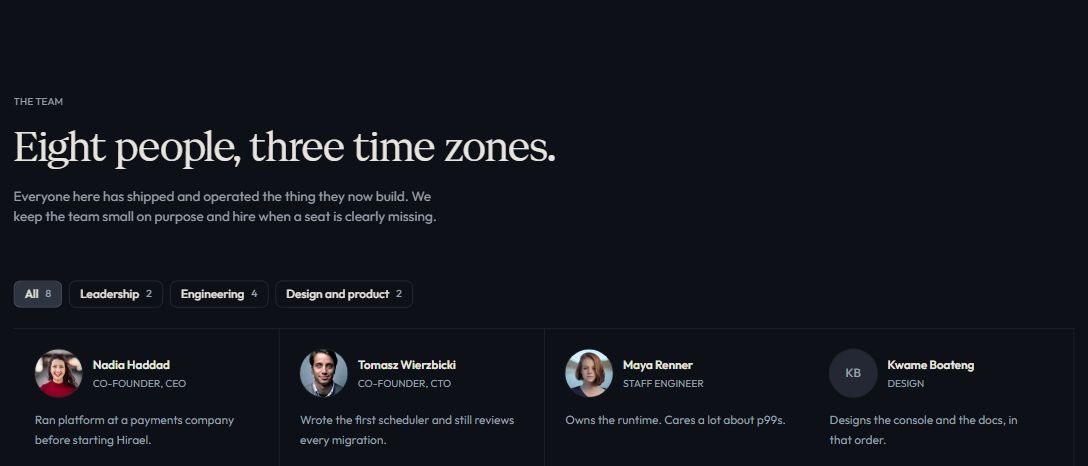 THE TEAM
Eight people, three time zones.
Everyone here has shipped and operated the thing they now build. We
keep the team small on purpose and hire when a seat is clearly missing.
All 8
Leadership 2
Engineering 4
Design and product 2
Nadia Haddad
CO-FOUNDER, CEO
Ran platform at a payments company
before starting Hirael.
Tomasz Wierzbicki
CO-FOUNDER, CTO
Wrote the first scheduler and still reviews
every migration.
Maya Renner
STAFF ENGINEER
Owns the runtime. Cares a lot about p99s.
KB
Kwame Boateng
DESIGN
Designs the console and the docs, in
that order.